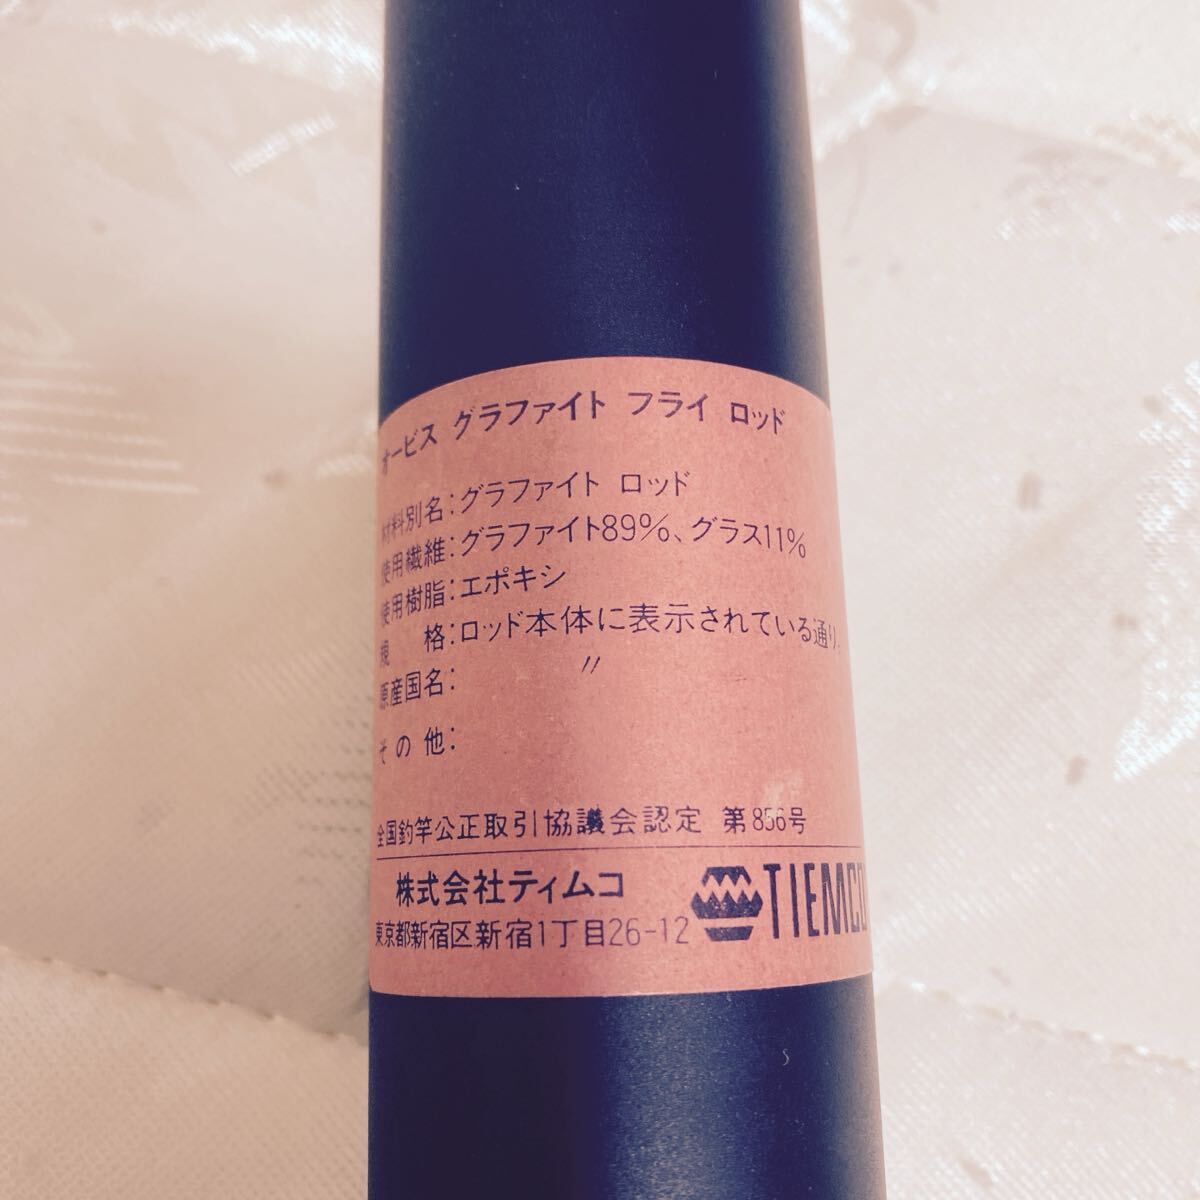 オービス グラファイト フライ ロッド
材料別名:グラファイト ロッド
使用繊維:グラファイト89%、グラス11%
使用樹脂:エポキシ
規 格:ロッド本体に表示されている通り。
原産国名: 〃
その他:
全国釣竿公正取引協議会認定 第856号
株式会社ティムコ
東京都新宿区新宿1丁目26-12
TIEMCO